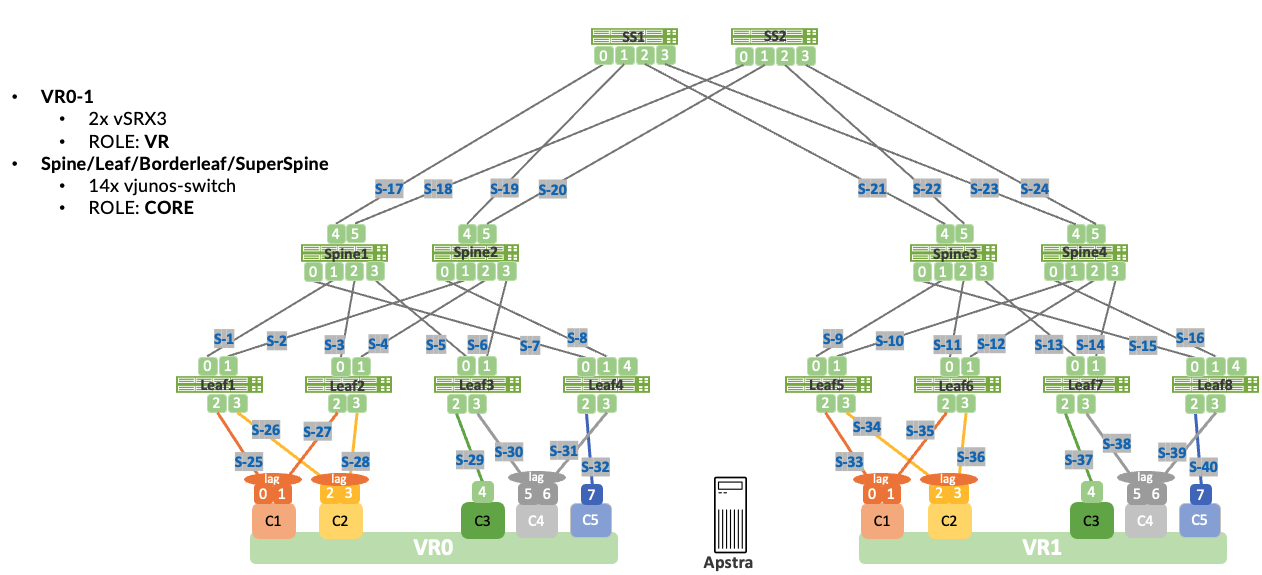 SS1 SS2
0 1 2 3 0 1 2 3
• VR0-1
• 2x vSRX3
• ROLE: VR
• Spine/Leaf/Borderleaf/SuperSpine
• 14x vjunos-switch
• ROLE: CORE
S-17 S-18 S-19 S-20 S-21 S-22 S-23 S-24
4 5 4 5 4 5 4 5
Spine1 Spine2 Spine3 Spine4
0 1 2 3 0 1 2 3 0 1 2 3 0 1 2 3
S-1 S-2 S-3 S-4 S-5 S-6 S-7 S-8 S-9 S-10 S-11 S-12 S-13 S-14 S-15 S-16
0 1 0 1 0 1 0 1 4 0 1 0 1 0 1 0 1 4
Leaf1 Leaf2 Leaf3 Leaf4 Leaf5 Leaf6 Leaf7 Leaf8
2 3 2 3 2 3 2 3 2 3 2 3 2 3 2 3
S-26 S-27 S-34 S-35
S-25 S-28 S-29 S-30 S-31 S-32 S-33 S-36 S-37 S-38 S-39 S-40
lag lag lag lag lag lag
0 1 2 3 4 5 6 7 0 1 2 3 4 5 6 7
C1 C2 C3 C4 C5 C1 C2 C3 C4 C5
VR0 VR1
Apstra